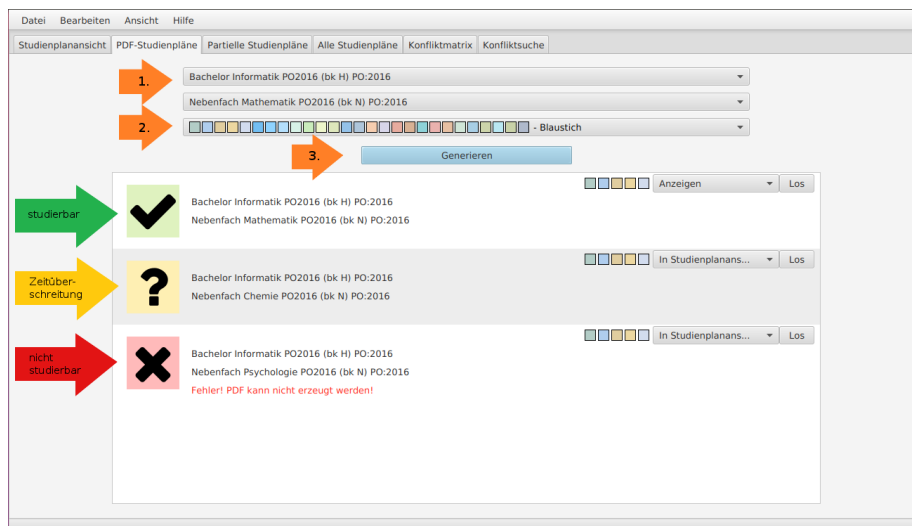 Datei Bearbeiten Ansicht Hilfe
Studienplanansicht PDF-Studienpläne Partielle Studienpläne Alle Studienpläne Konfliktmatrix Konfliktsuche
1.
Bachelor Informatik PO2016 (bk H) PO:2016
Nebenfach Mathematik PO2016 (bk N) PO:2016
2.
- Blaustich
3.
Generieren
Anzeigen Los
studierbar
Bachelor Informatik PO2016 (bk H) PO:2016
Nebenfach Mathematik PO2016 (bk N) PO:2016
In Studienplanans... Los
Zeitüber-
schreitung
Bachelor Informatik PO2016 (bk H) PO:2016
Nebenfach Chemie PO2016 (bk N) PO:2016
In Studienplanans... Los
nicht
studierbar
Bachelor Informatik PO2016 (bk H) PO:2016
Nebenfach Psychologie PO2016 (bk N) PO:2016
Fehler! PDF kann nicht erzeugt werden!